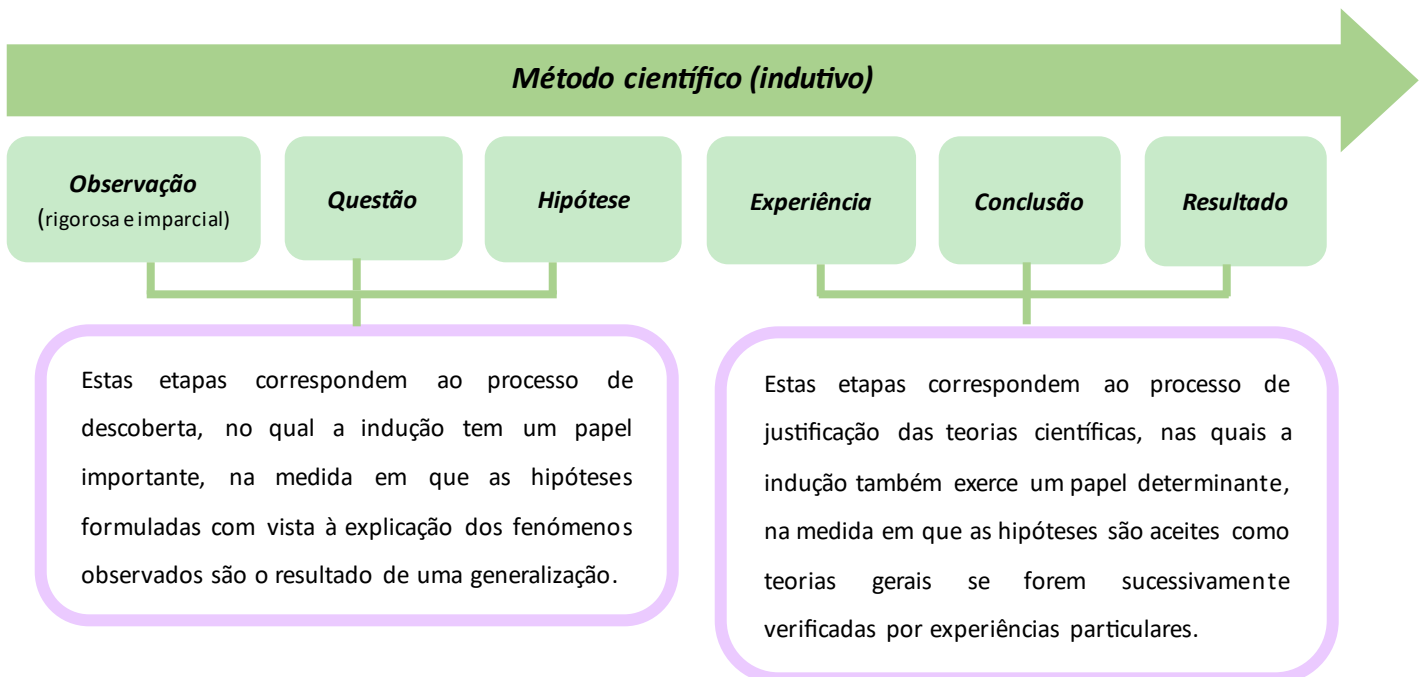 Método científico (indutivo)
Observação
(rigorosa e imparcial)
Questão
Hipótese
Experiência
Conclusão
Resultado
Estas etapas correspondem ao processo de
descoberta, no qual a indução tem um papel
importante, na medida em que as hipóteses
formuladas com vista à explicação dos fenómenos
observados são o resultado de uma generalização.
Estas etapas correspondem ao processo de
justificação das teorias científicas, nas quais a
indução também exerce um papel determinante,
na medida em que as hipóteses são aceites como
teorias gerais se forem sucessivamente
verificadas por experiências particulares.